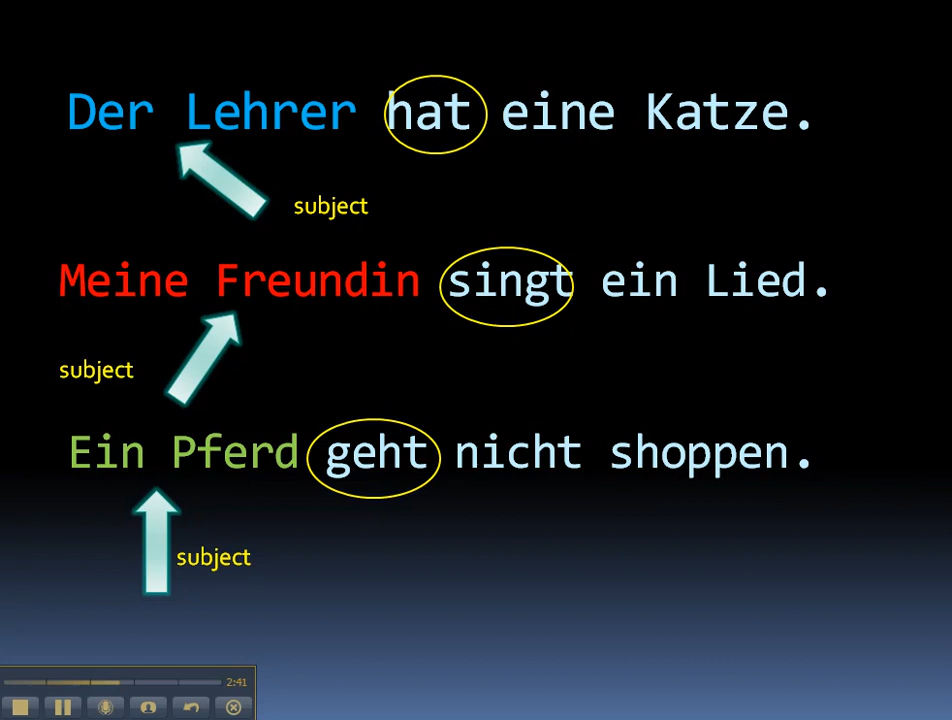 Der Lehrer hat eine Katze.
subject
Meine Freundin singt ein Lied.
subject
Ein Pferd geht nicht shoppen.
subject
2:41